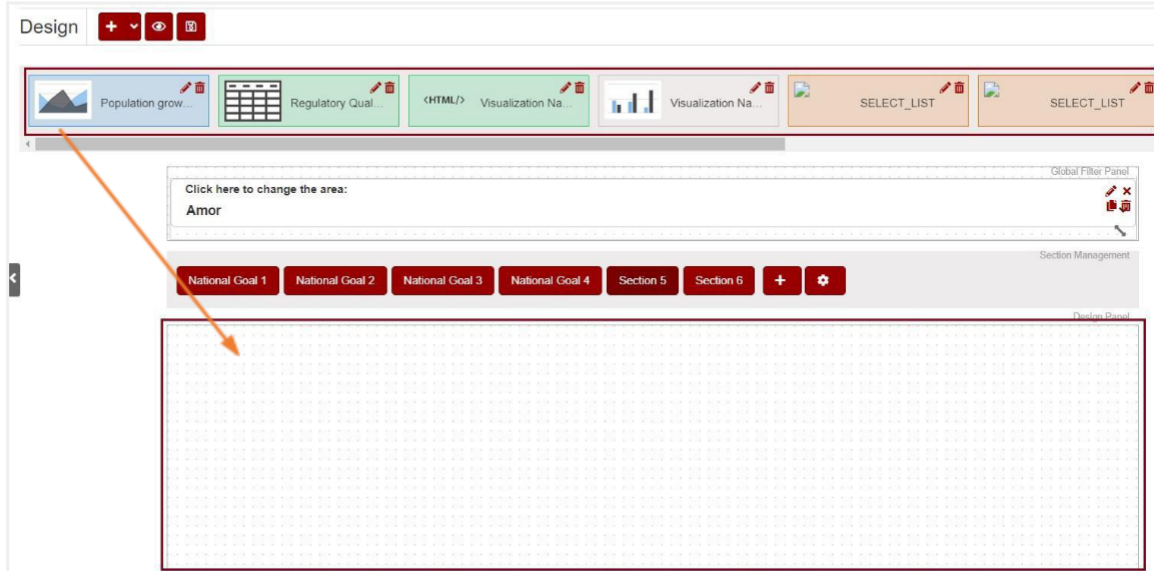 Design
Population grow...
Regulatory Qual...
<HTML/>
Visualization Na...
Visualization Na...
SELECT_LIST
SELECT_LIST
Global Filter Panel
Click here to change the area:
Amor
Section Management
National Goal 1
National Goal 2
National Goal 3
National Goal 4
Section 5
Section 6
Design Panel